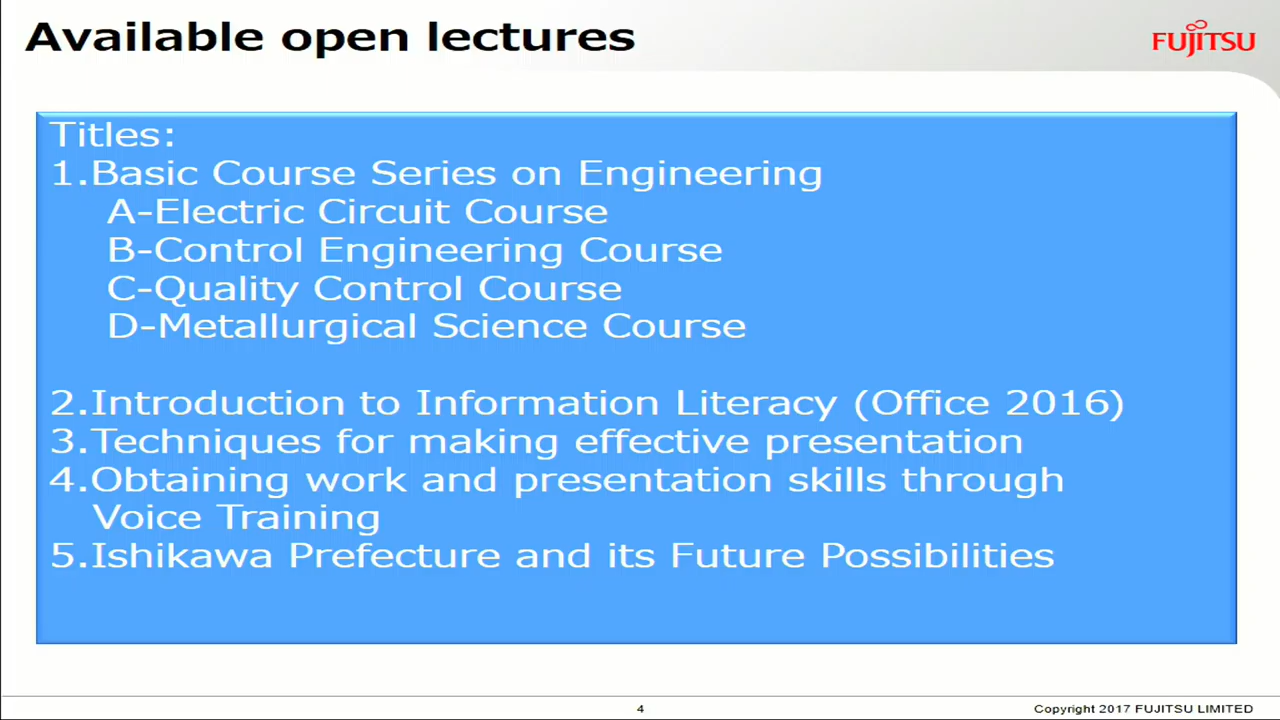 Available open lectures
FUJITSU
Titles:
1.Basic Course Series on Engineering
A-Electric Circuit Course
B-Control Engineering Course
C-Quality Control Course
D-Metallurgical Science Course
2.Introduction to Information Literacy (Office 2016)
3.Techniques for making effective presentation
4.Obtaining work and presentation skills through
Voice Training
5.Ishikawa Prefecture and its Future Possibilities
4
Copyright 2017 FUJITSU LIMITED